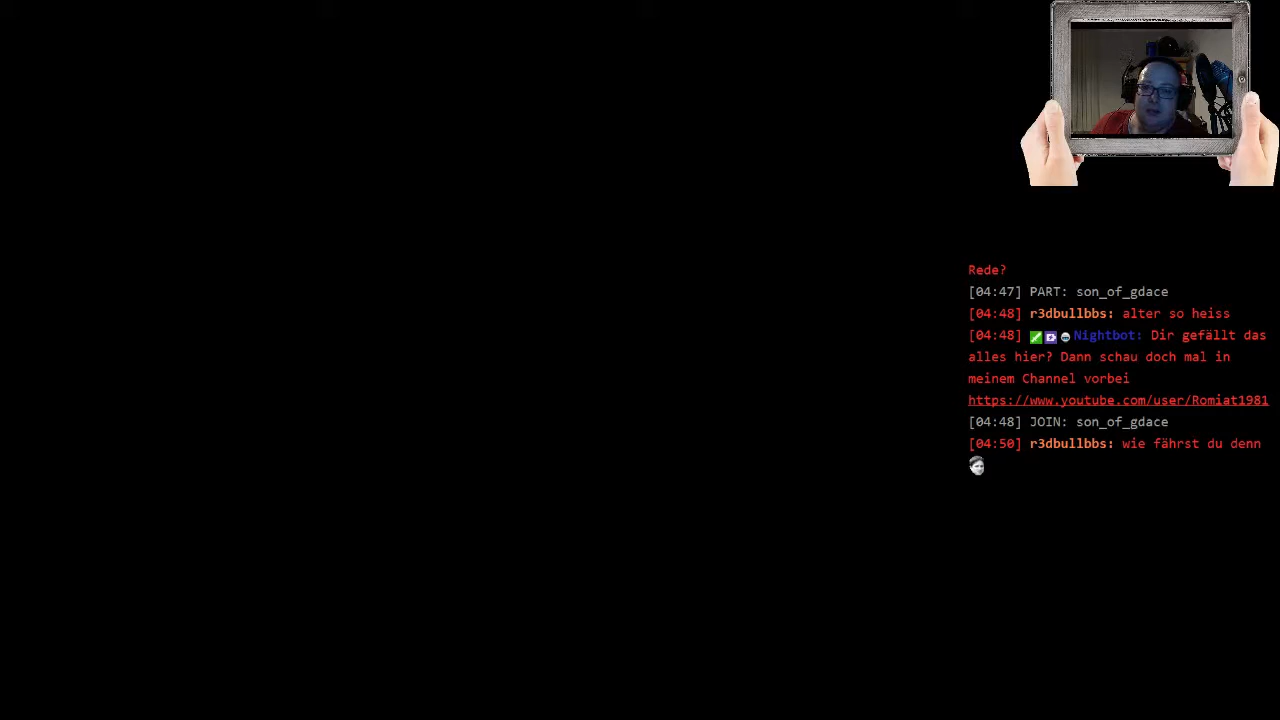 Rede?
[04:47] PART: son_of_gdace
[04:48] r3dbullbbs: alter so heiss
[04:48] Nightbot: Dir gefällt das
alles hier? Dann schau doch mal in
meinem Channel vorbei
https://www.youtube.com/user/Romiat1981
[04:48] JOIN: son_of_gdace
[04:50] r3dbullbbs: wie fährst du denn